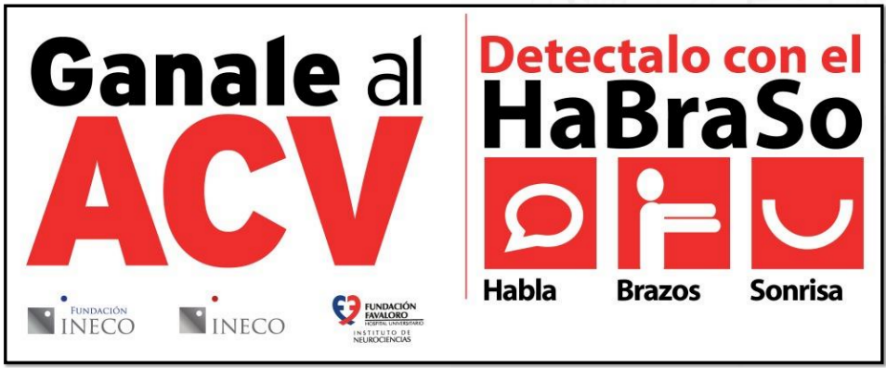 Ganale al
ACV
Detectalo con el
HaBraSo
Habla
Brazos
Sonrisa
FUNDACIÓN
INECO
INECO
FUNDACIÓN
FAVALORO
HOSPITAL UNIVERSITARIO
INSTITUTO DE
NEUROCIENCIAS